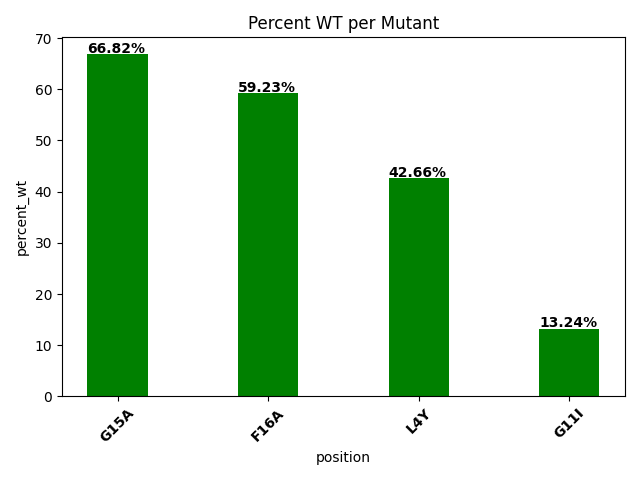 Percent WT per Mutant
percent_wt
70
60
50
40
30
20
10
0
66.82%
59.23%
42.66%
13.24%
G15A
F16A
L4Y
G11I
position